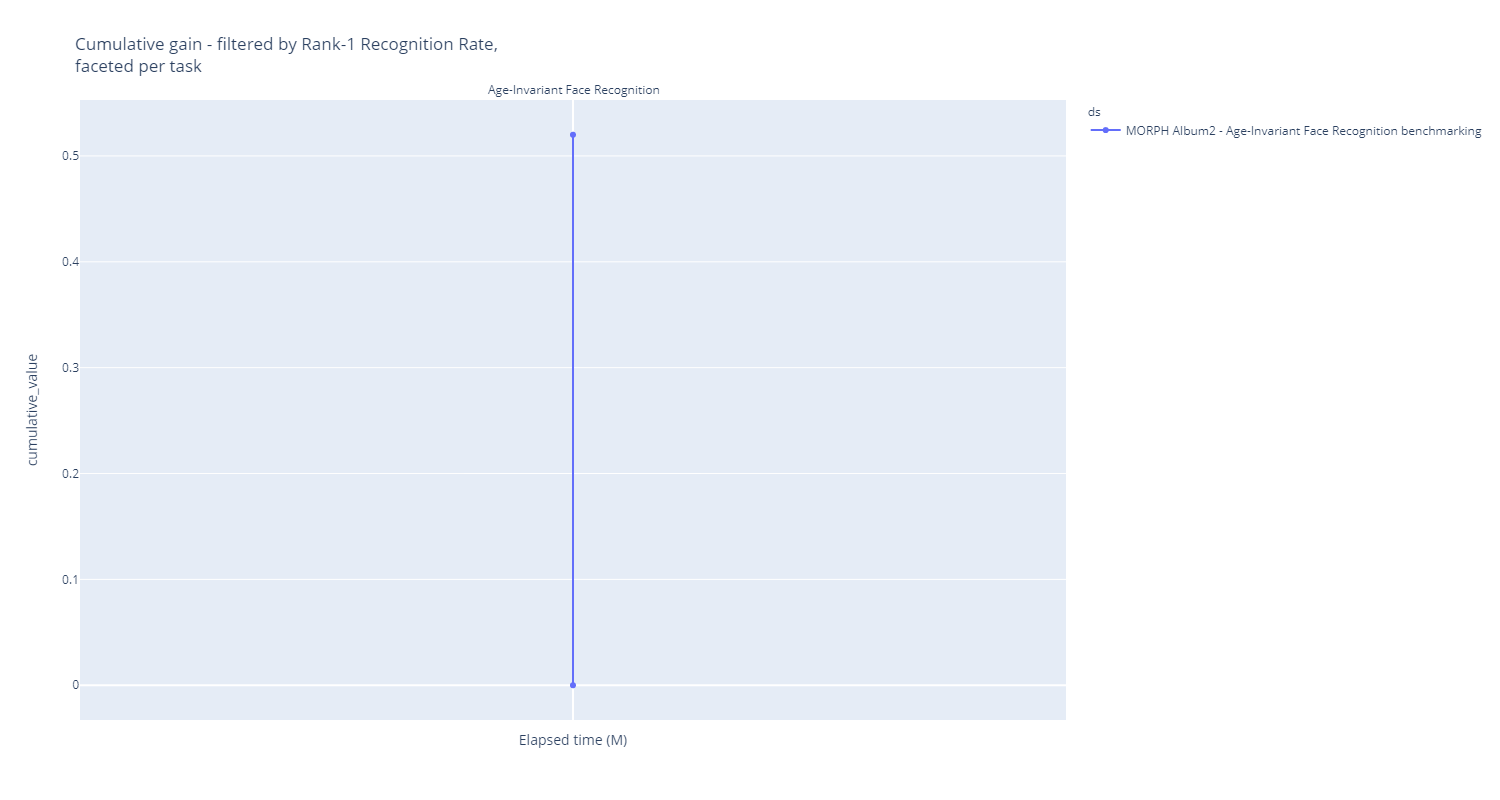 Cumulative gain - filtered by Rank-1 Recognition Rate,
faceted per task
Age-Invariant Face Recognition
ds
MORPH Album2 - Age-Invariant Face Recognition benchmarking
0.5
0.4
0.3
0.2
0.1
0
cumulative_value
Elapsed time (M)